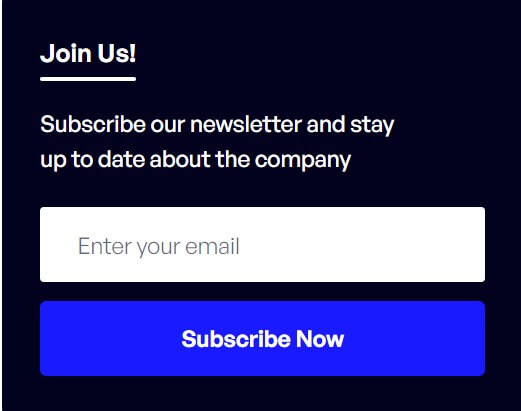 Join Us!
Subscribe our newsletter and stay
up to date about the company
Enter your email
Subscribe Now